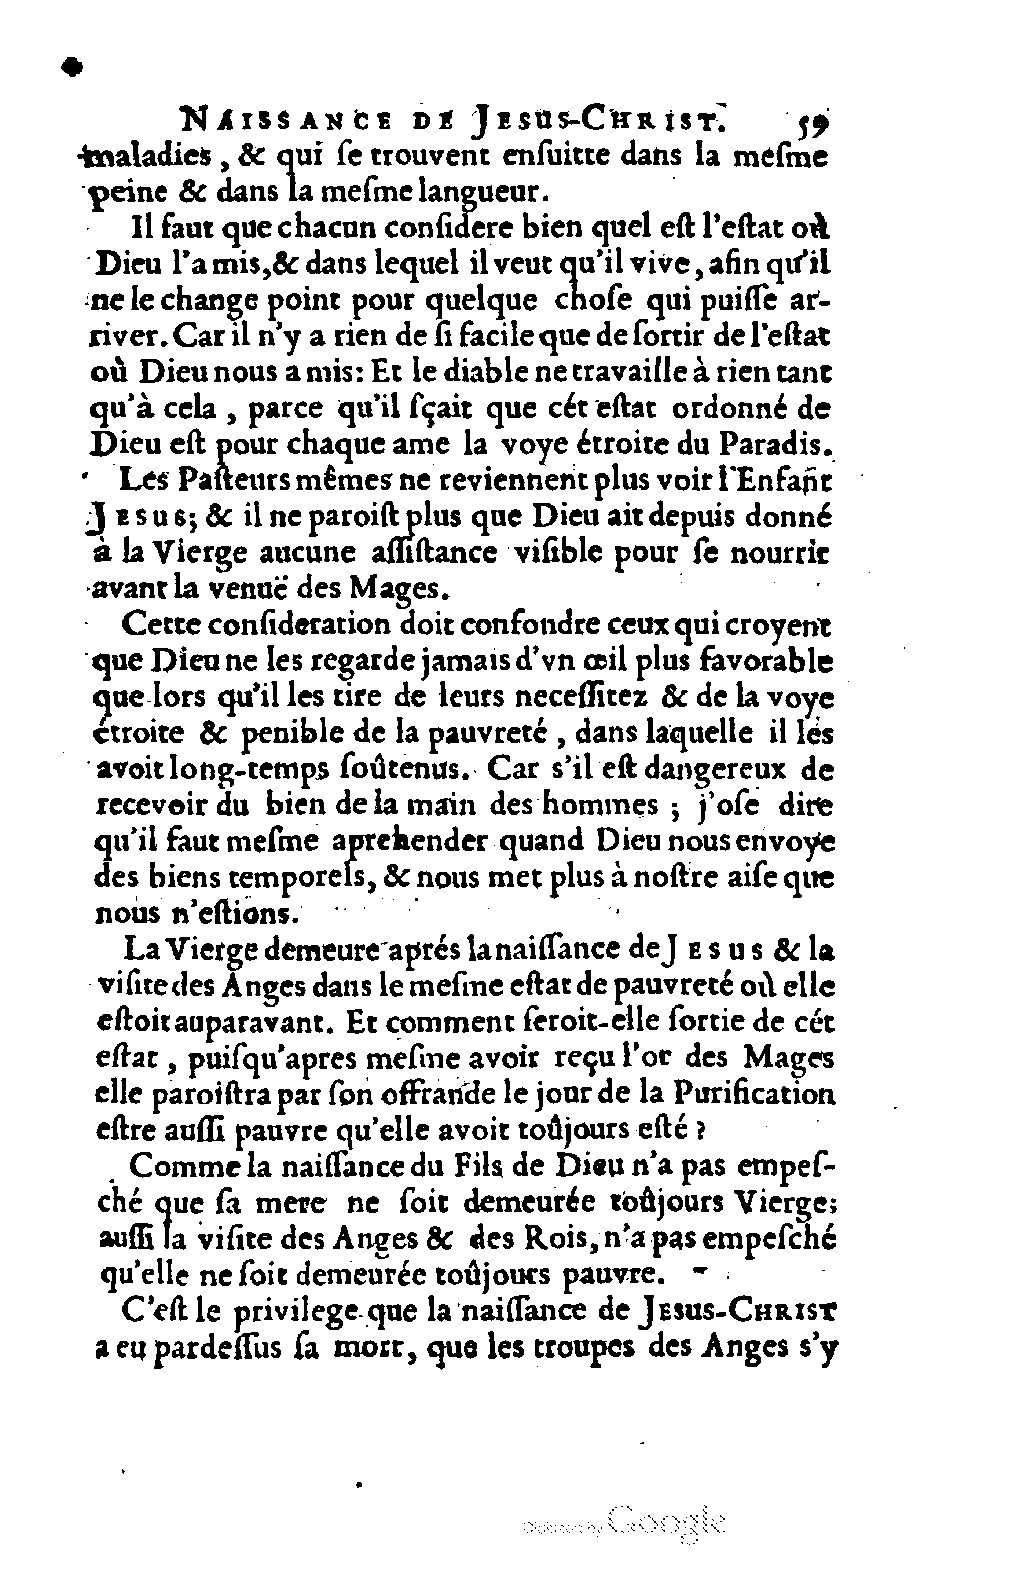 NAISSANCE DE JESUS-CHRIST. 59
maladies, & qui ſe trouvent enſuitte dans la meſme
peine & dans la meſme langueur.
Il faut que chacun conſidere bien quel eſt l'eſtat où
Dieu l'a mis, & dans lequel il veut qu'il vive, afin qu'il
ne le change point pour quelque choſe qui puiſſe ar-
river. Car il n'y a rien de ſi facile que de ſortir de l'eſtat
où Dieu nous a mis: Et le diable ne travaille à rien tant
qu'à cela, parce qu'il ſçait que cét eſtat ordonné de
Dieu eſt pour chaque ame la voye étroite du Paradis.
Les Paſteurs mêmes ne reviennent plus voir l'Enfant
JESUS; & il ne paroiſt plus que Dieu ait depuis donné
à la Vierge aucune aſſiſtance viſible pour ſe nourrir
avant la venuë des Mages.
Cette conſideration doit confondre ceux qui croyent
que Dieu ne les regarde jamais d'vn œil plus favorable
que lors qu'il les tire de leurs neceſſitez & de la voye
étroite & penible de la pauvreté, dans laquelle il les
avoit long-temps ſoûtenus. Car s'il eſt dangereux de
recevoir du bien de la main des hommes; j'oſe dire
qu'il faut meſme aprehender quand Dieu nous envoye
des biens temporels, & nous met plus à noſtre aiſe que
nous n'eſtions.
La Vierge demeure aprés la naiſſance de JESUS & la
viſite des Anges dans le meſme eſtat de pauvreté où elle
eſtoit auparavant. Et comment ſeroit-elle ſortie de cét
eſtat, puiſqu'apres meſme avoir reçu l'or des Mages
elle paroiſtra par ſon offrande le jour de la Purification
eſtre auſſi pauvre qu'elle avoit toûjours eſté?
Comme la naiſſance du Fils de Dieu n'a pas empeſ-
ché que ſa mere ne ſoit demeurée toûjours Vierge;
auſſi la viſite des Anges & des Rois, n'a pas empeſché
qu'elle ne ſoit demeurée toûjours pauvre.
C'eſt le privilege que la naiſſance de JESUS-CHRIST
a eu pardeſſus ſa mort, que les troupes des Anges s'y
Digitized by Google